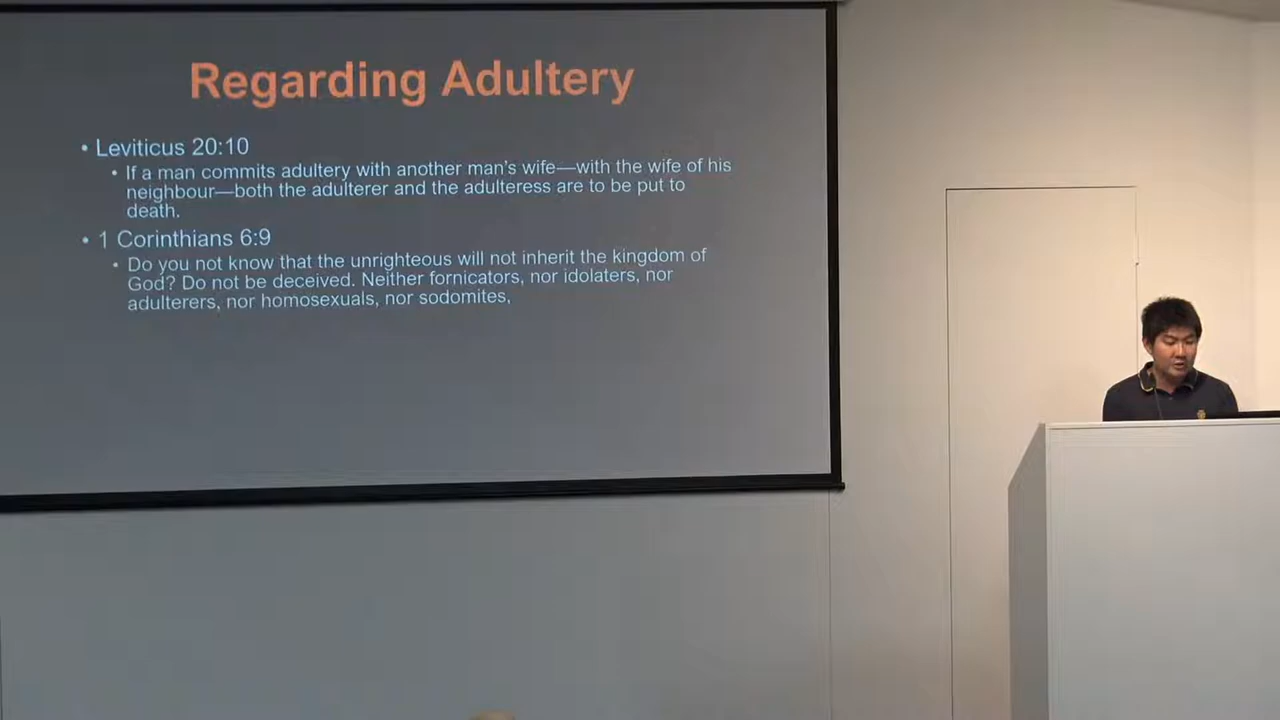 Regarding Adultery
• Leviticus 20:10
• If a man commits adultery with another man's wife—with the wife of his
neighbour—both the adulterer and the adulteress are to be put to
death.
• 1 Corinthians 6:9
• Do you not know that the unrighteous will not inherit the kingdom of
God? Do not be deceived. Neither fornicators, nor idolaters, nor
adulterers, nor homosexuals, nor sodomites,